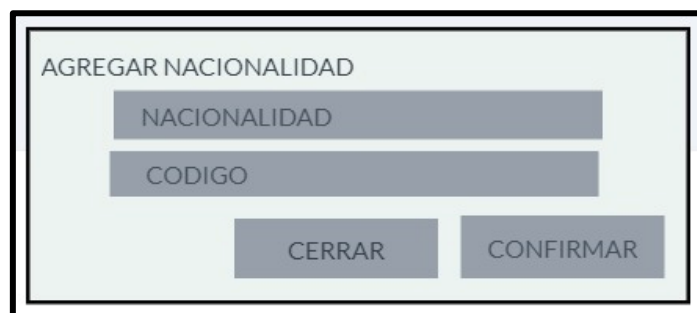 AGREGAR NACIONALIDAD
NACIONALIDAD
CODIGO
CERRAR
CONFIRMAR